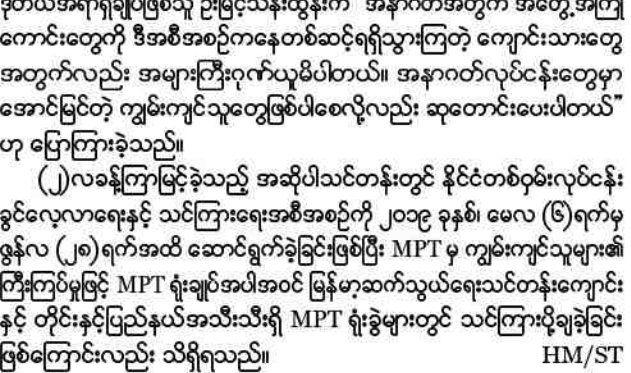 ဒုတိယအရာရှိချုပ်ဖြစ်သူ ဦးမြင့်သန်းထွန်းက "အနာဂတ်အတွက် အတွေ့အကြုံ
ကောင်းတွေကို ဒီအစီအစဉ်ကနေတစ်ဆင့်ရရှိသွားကြတဲ့ ကျောင်းသားတွေ
အတွက်လည်း အများကြီးဂုဏ်ယူမိပါတယ်။ အနာဂတ်လုပ်ငန်းတွေမှာ
အောင်မြင်တဲ့ ကျွမ်းကျင်သူတွေဖြစ်ပါစေလို့လည်း ဆုတောင်းပေးပါတယ်"
ဟု ပြောကြားခဲ့သည်။
(၂)လခန့်ကြာမြင့်ခဲ့သည့် အဆိုပါသင်တန်းတွင် နိုင်ငံတစ်ဝှမ်းလုပ်ငန်း
ခွင်လေ့လာရေးနှင့် သင်ကြားရေးအစီအစဉ်ကို ၂၀၁၉ ခုနှစ်၊ မေလ (၆)ရက်မှ
ဇွန်လ (၂၈)ရက်အထိ ဆောင်ရွက်ခဲ့ခြင်းဖြစ်ပြီး MPT မှ ကျွမ်းကျင်သူများ၏
ကြီးကြပ်မှုဖြင့် MPT ရုံးချုပ်အပါအဝင် မြန်မာ့ဆက်သွယ်ရေးသင်တန်းကျောင်း
နှင့် တိုင်းနှင့်ပြည်နယ်အသီးသီးရှိ MPT ရုံးခွဲများတွင် သင်ကြားပို့ချခဲ့ခြင်း
ဖြစ်ကြောင်းလည်း သိရှိရသည်။ HM/ST